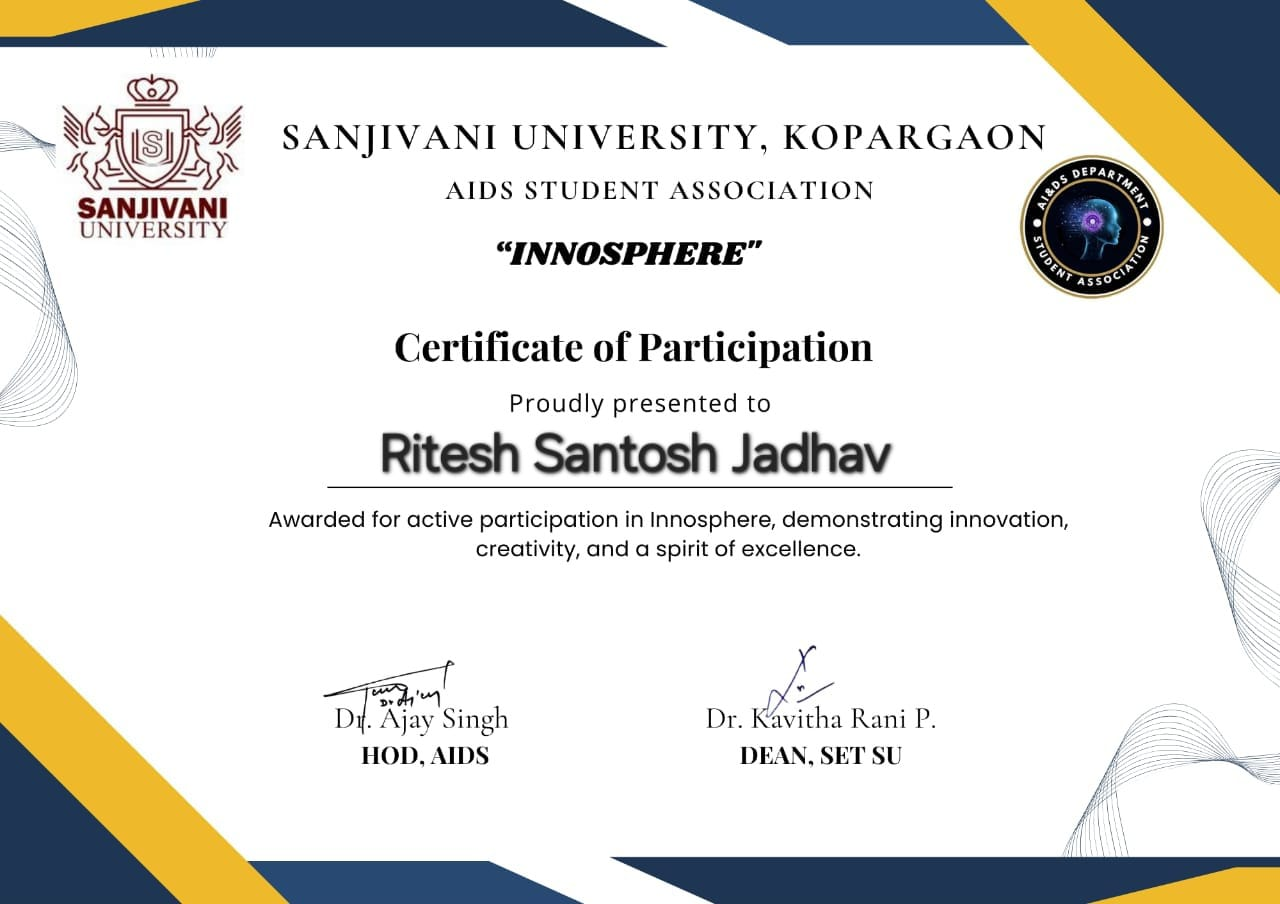 SANJIVANI
UNIVERSITY
SANJIVANI UNIVERSITY, KOPARGAON
AIDS STUDENT ASSOCIATION
“INNOSPHERE"
AI&DS DEPARTMENT
STUDENT ASSOCIATION
Certificate of Participation
Proudly presented to
Ritesh Santosh Jadhav
Awarded for active participation in Innosphere, demonstrating innovation,
creativity, and a spirit of excellence.
Dr. Ajay Singh
HOD, AIDS
Dr. Kavitha Rani P.
DEAN, SET SU